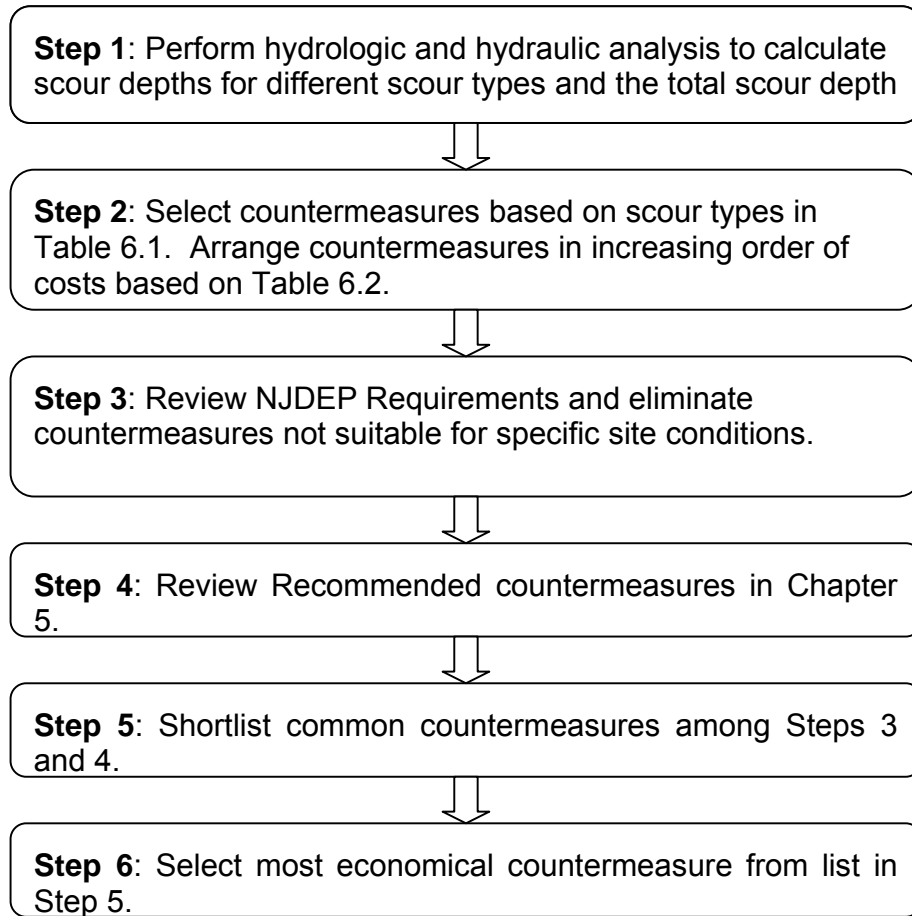 Step 1: Perform hydrologic and hydraulic analysis to calculate
scour depths for different scour types and the total scour depth
Step 2: Select countermeasures based on scour types in
Table 6.1.  Arrange countermeasures in increasing order of
costs based on Table 6.2.
Step 3: Review NJDEP Requirements and eliminate
countermeasures not suitable for specific site conditions.
Step 4: Review Recommended countermeasures in Chapter
5.
Step 5: Shortlist common countermeasures among Steps 3
and 4.
Step 6: Select most economical countermeasure from list in
Step 5.